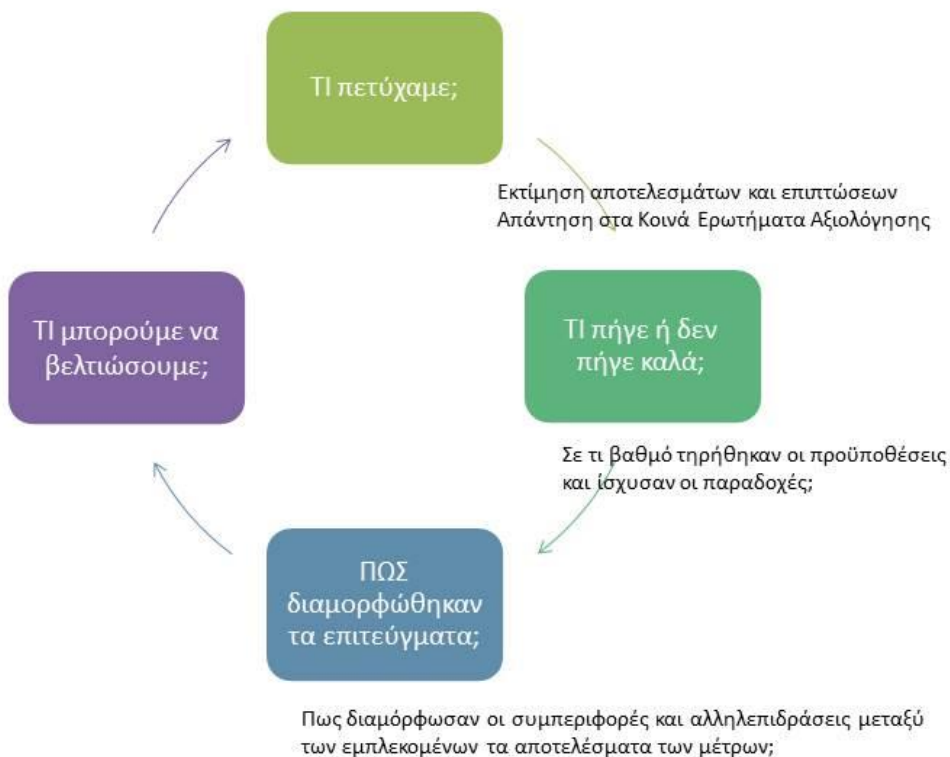 ΤΙ πετύχαμε;
Εκτίμηση αποτελεσμάτων και επιπτώσεων
Απάντηση στα Κοινά Ερωτήματα Αξιολόγησης
ΤΙ πήγε ή δεν
πήγε καλά;
Σε τι βαθμό τηρήθηκαν οι προϋποθέσεις
και ίσχυσαν οι παραδοχές;
ΠΩΣ
διαμορφώθηκαν
τα επιτεύγματα;
Πως διαμόρφωσαν οι συμπεριφορές και αλληλεπιδράσεις μεταξύ
των εμπλεκομένων τα αποτελέσματα των μέτρων;
ΤΙ μπορούμε να
βελτιώσουμε;